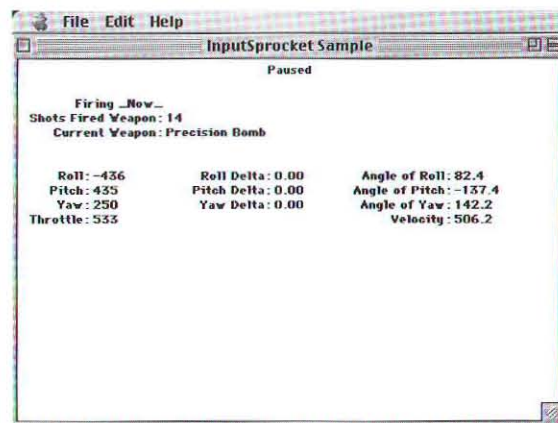 File Edit Help
InputSprocket Sample
Paused
Firing _Now_
Shots Fired Weapon: 14
Current Weapon: Precision Bomb
Roll: -436 Roll Delta: 0.00 Angle of Roll: 82.4
Pitch: 435 Pitch Delta: 0.00 Angle of Pitch: -137.4
Yaw: 250 Yaw Delta: 0.00 Angle of Yaw: 142.2
Throttle: 533 Velocity: 506.2